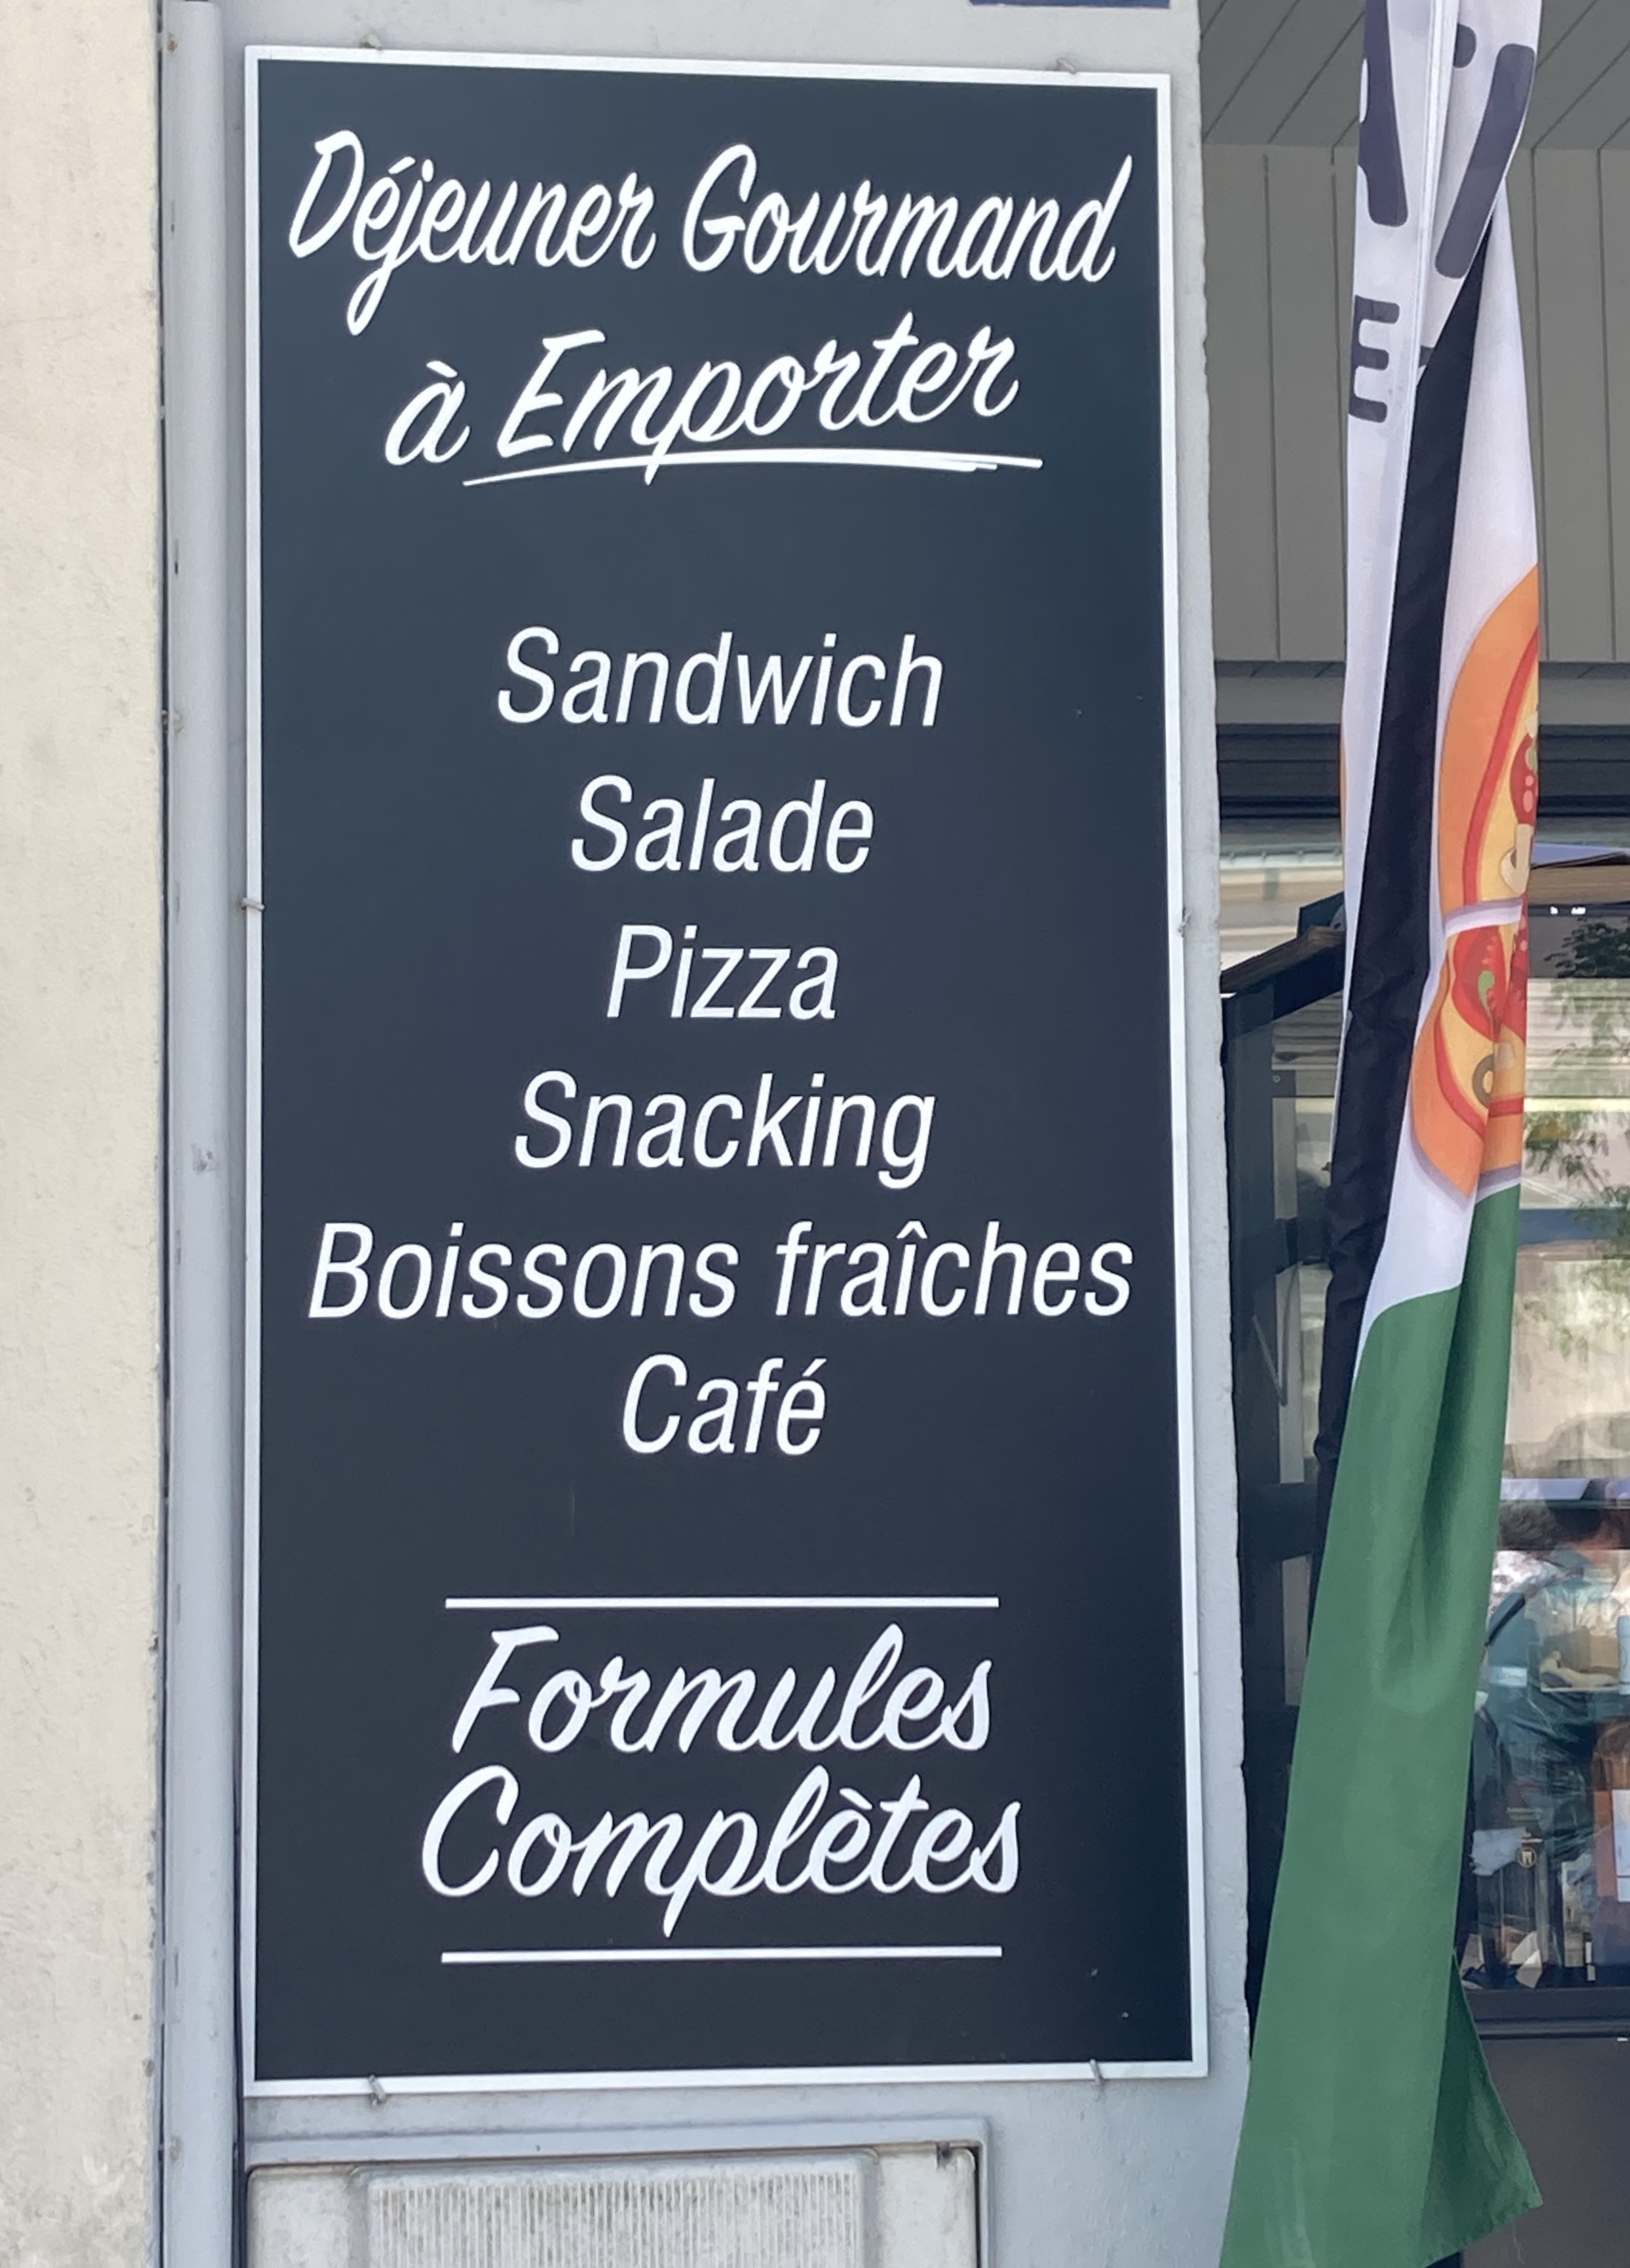 Déjeuner Gourmand
à Emporter
Sandwich
Salade
Pizza
Snacking
Boissons fraîches
Café
Formules
Complètes